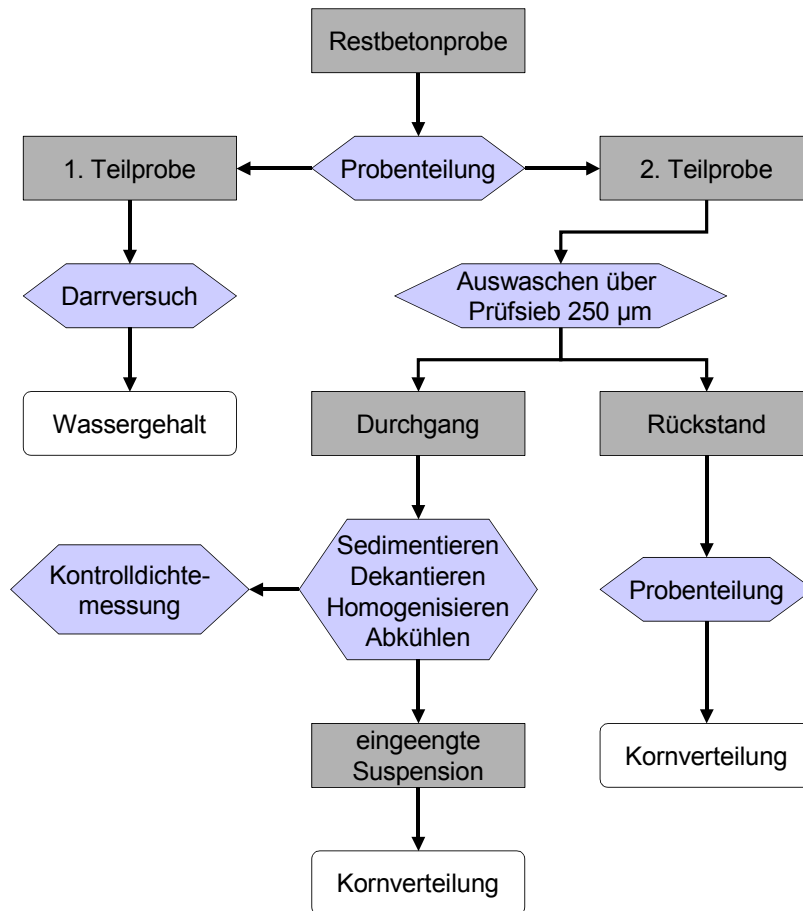 Restbetonprobe
1. Teilprobe
Probenteilung
2. Teilprobe
Darrversuch
Auswaschen über
Prüfsieb 250 µm
Wassergehalt
Durchgang
Rückstand
Kontrolldichte-
messung
Sedimentieren
Dekantieren
Homogenisieren
Abkühlen
Probenteilung
eingeengte
Suspension
Kornverteilung
Kornverteilung